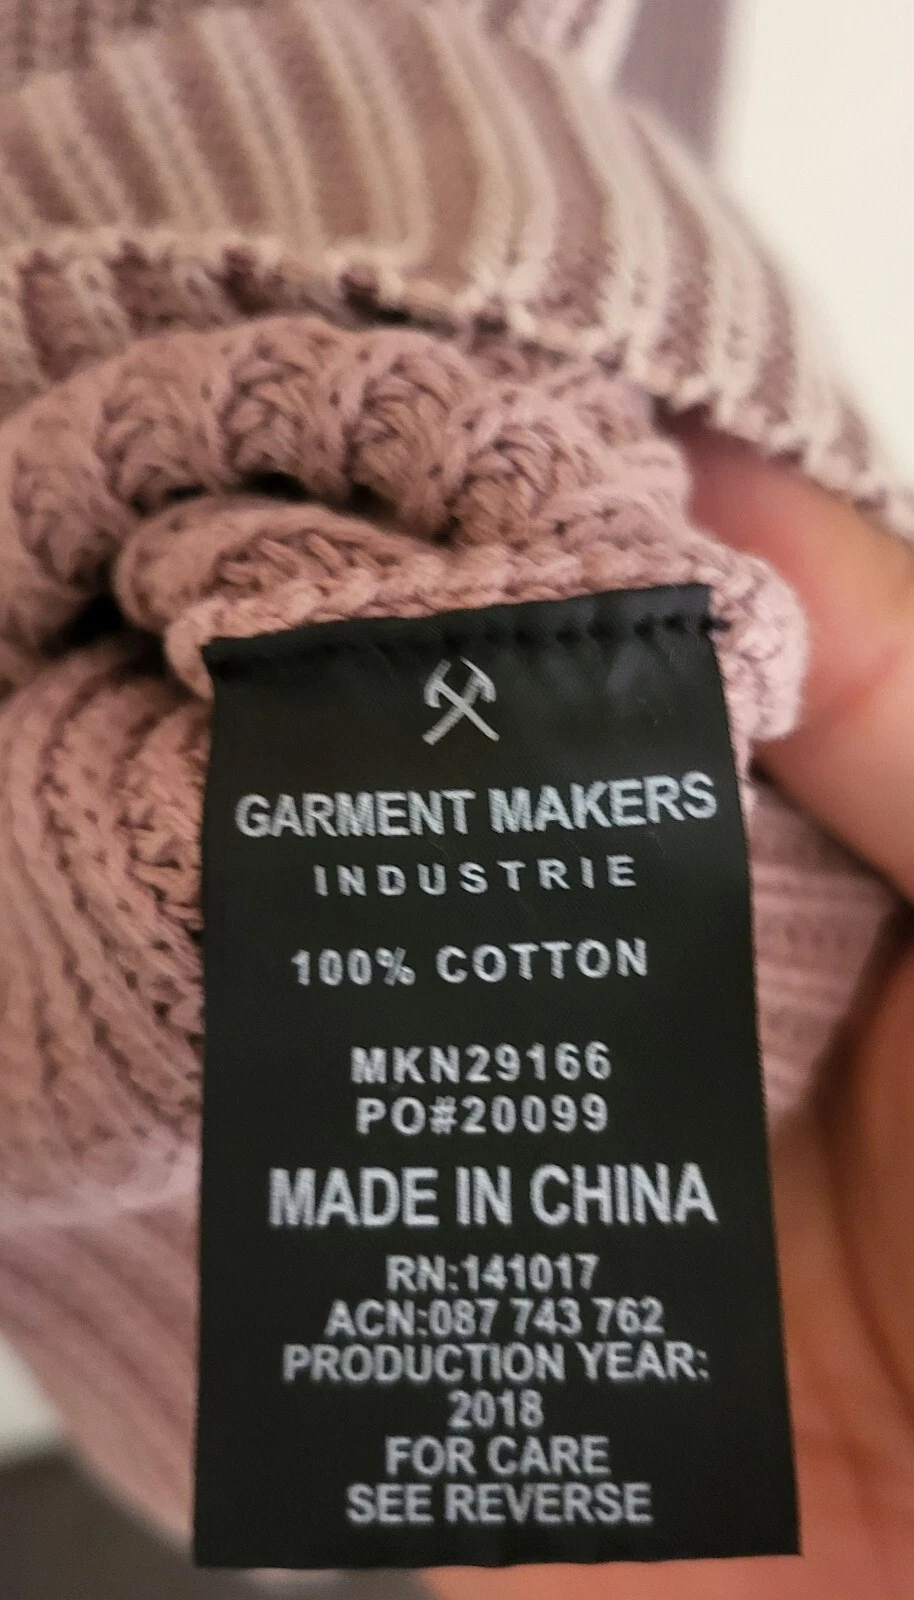 GARMENT MAKERS
INDUSTRIE
100% COTTON
MKN29166
PO#20099
MADE IN CHINA
RN:141017
ACN:087 743 762
PRODUCTION YEAR:
2018
FOR CARE
SEE REVERSE